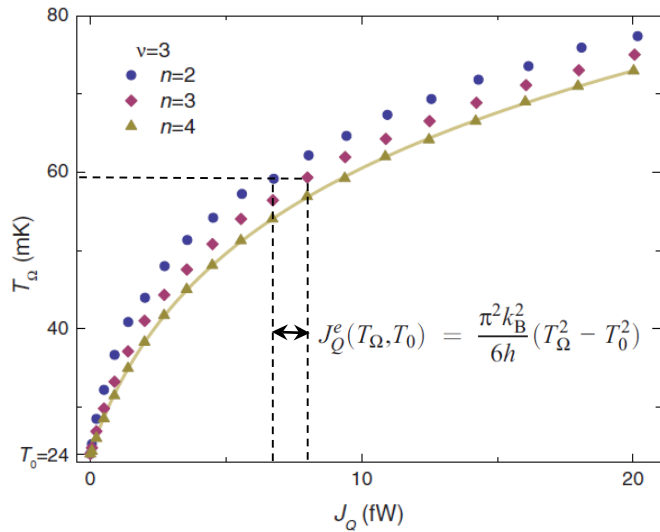 80
ν=3
n=2
n=3
n=4
60
T_Ω (mK)
40
J_Q^e(T_Ω,T_0) = π²k_B²/6h (T_Ω² − T_0²)
T_0=24
0
10
20
J_Q (fW)